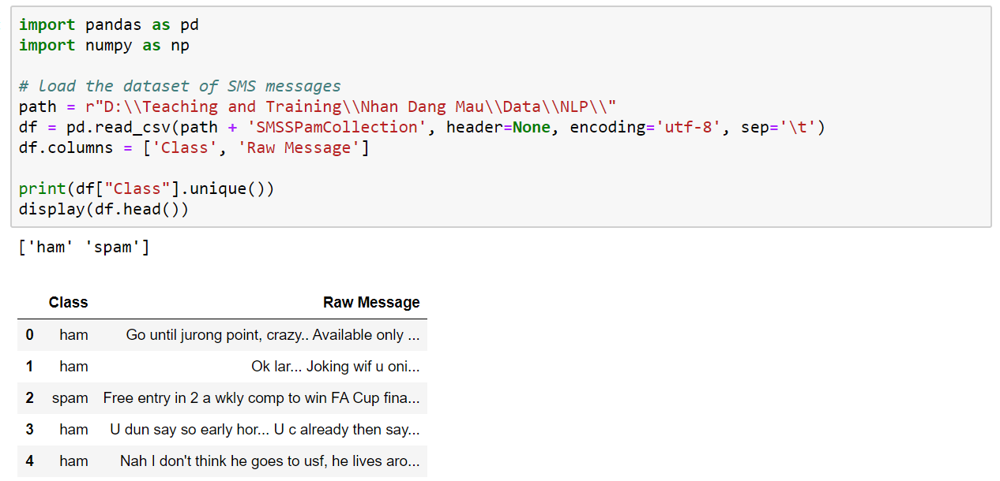 import pandas as pd
import numpy as np
# load the dataset of SMS messages
path = r"D:\\Teaching and Training\\Nhan Dang Mau\\Data\\NLP\\"
df = pd.read_csv(path + 'SMSSPamCollection', header=None, encoding='utf-8', sep='\t')
df.columns = ['Class', 'Raw Message']
print(df["Class"].unique())
display(df.head())
['ham' 'spam']
Class Raw Message
0 ham Go until jurong point, crazy.. Available only ...
1 ham Ok lar... Joking wif u oni...
2 spam Free entry in 2 a wkly comp to win FA Cup fina...
3 ham U dun say so early hor... U c already then say...
4 ham Nah I don't think he goes to usf, he lives aro...